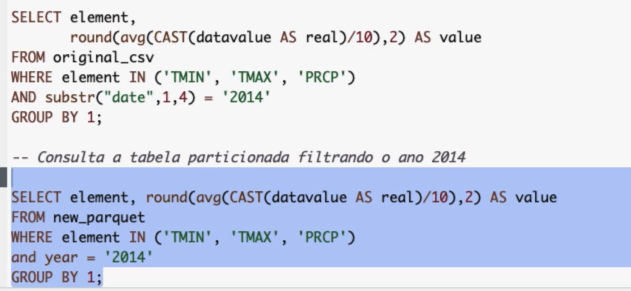 SELECT element,
round(avg(CAST(datavalue AS real)/10),2) AS value
FROM original_csv
WHERE element IN ('TMIN', 'TMAX', 'PRCP')
AND substr("date",1,4) = '2014'
GROUP BY 1;
-- Consulta a tabela particionada filtrando o ano 2014
SELECT element, round(avg(CAST(datavalue AS real)/10),2) AS value
FROM new_parquet
WHERE element IN ('TMIN', 'TMAX', 'PRCP')
and year = '2014'
GROUP BY 1;